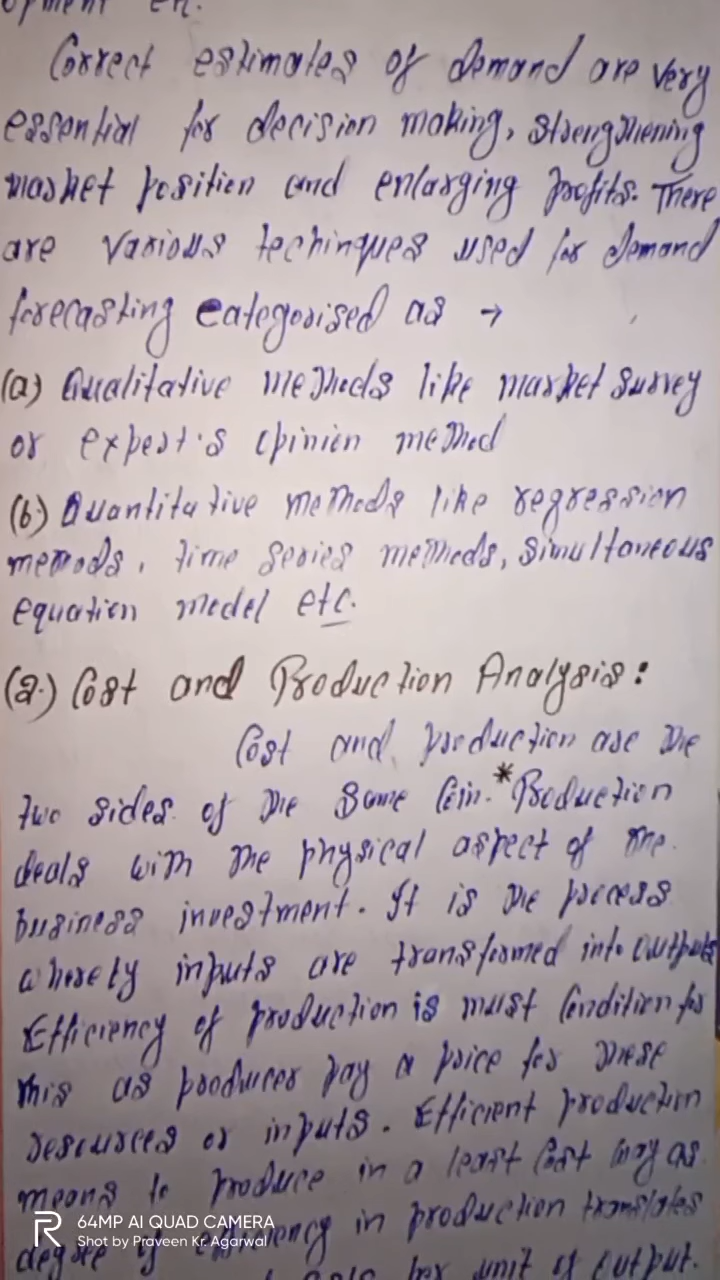 opment etc.
Correct estimates of demand are very
essential for decision making, strengthening
market position and enlarging profits. There
are various techinques used for demand
forecasting categorised as →
(a) Qualitative methods like market survey
or expert's opinion method
(b) Quantitative methods like regression
methods, time series methods, simultaneous
equation model etc.
(2.) Cost and Production Analysis:
Cost and production are the
two sides of the same coin. *Production
deals with the physical aspect of the
business investment. It is the process
whereby inputs are transformed into outputs
Efficiency of production is must condition for
this as producer pay a price for these
resources or inputs. Efficient production
means to produce in a least cost way as
degree of efficiency in production translates
per unit of output.
64MP AI QUAD CAMERA
Shot by Praveen Kr. Agarwal